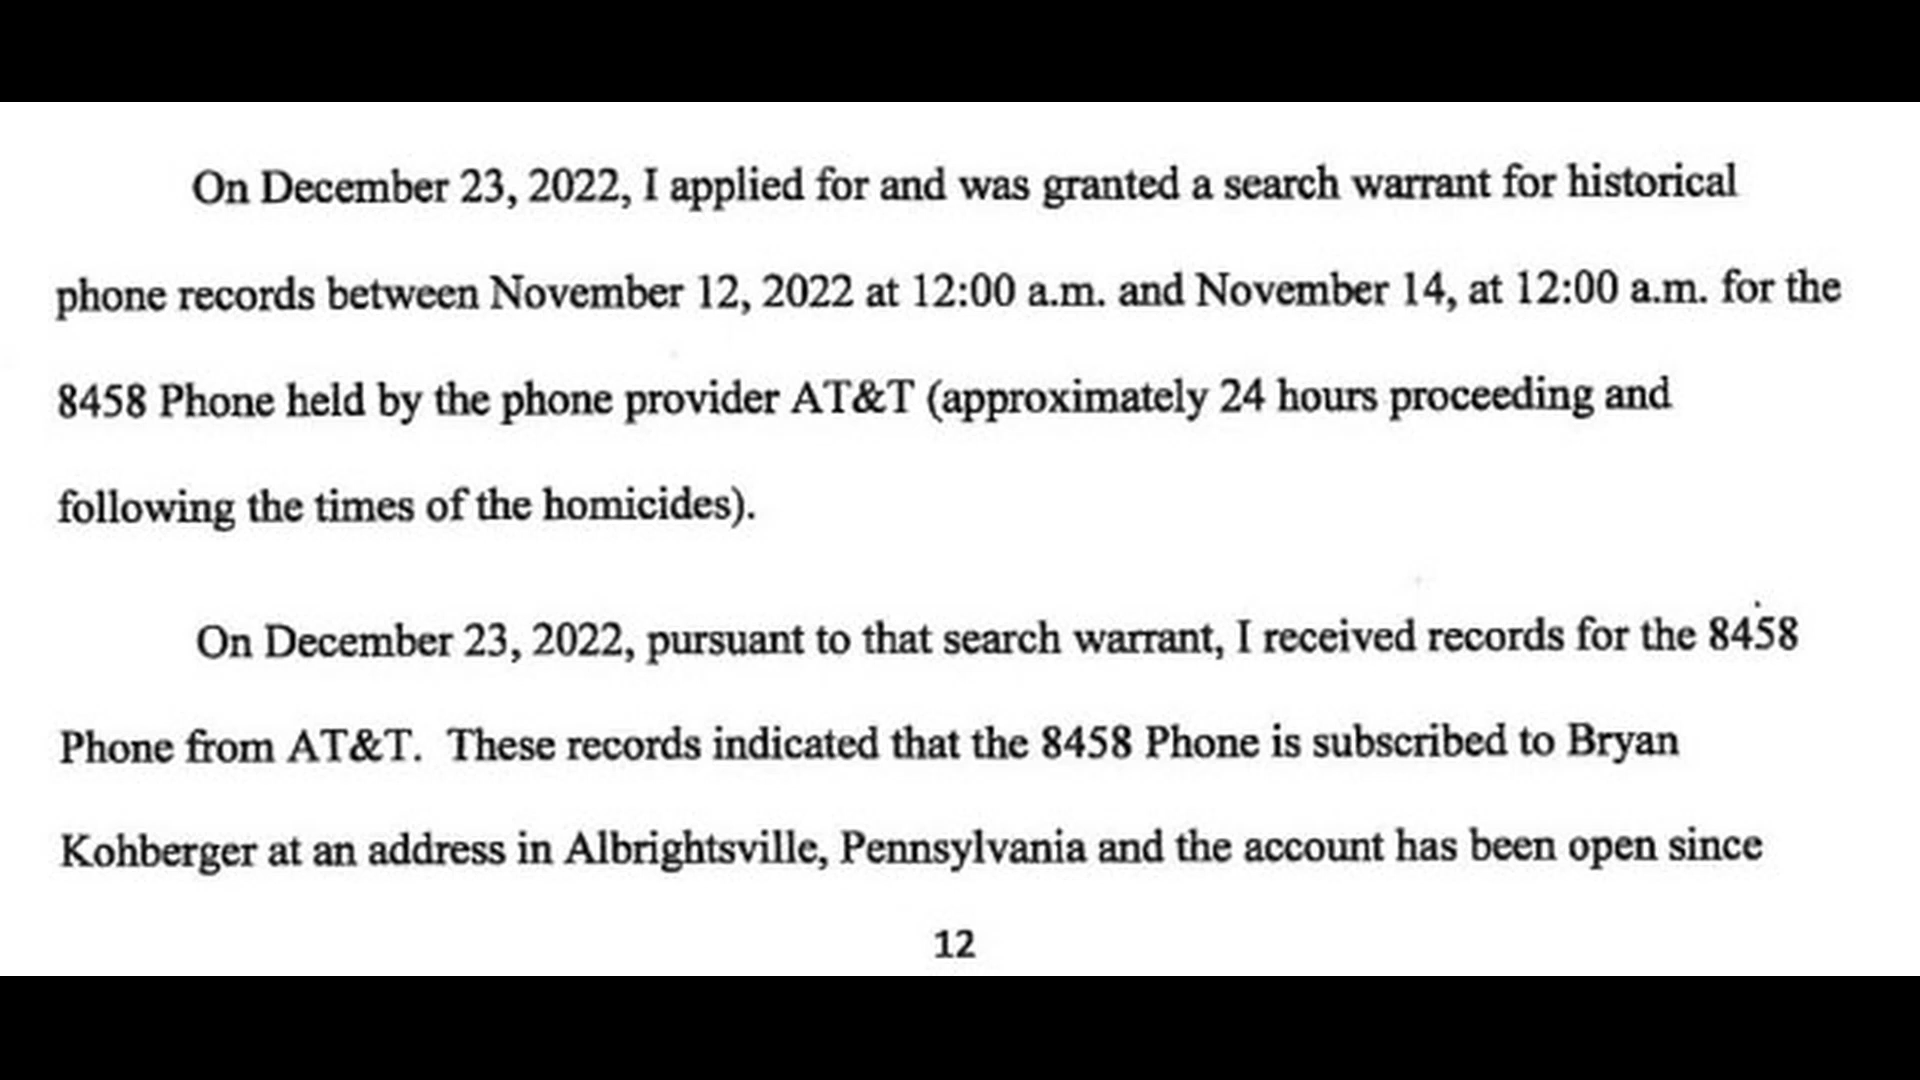 On December 23, 2022, I applied for and was granted a search warrant for historical
phone records between November 12, 2022 at 12:00 a.m. and November 14, at 12:00 a.m. for the
8458 Phone held by the phone provider AT&T (approximately 24 hours proceeding and
following the times of the homicides).
On December 23, 2022, pursuant to that search warrant, I received records for the 8458
Phone from AT&T.  These records indicated that the 8458 Phone is subscribed to Bryan
Kohberger at an address in Albrightsville, Pennsylvania and the account has been open since
12